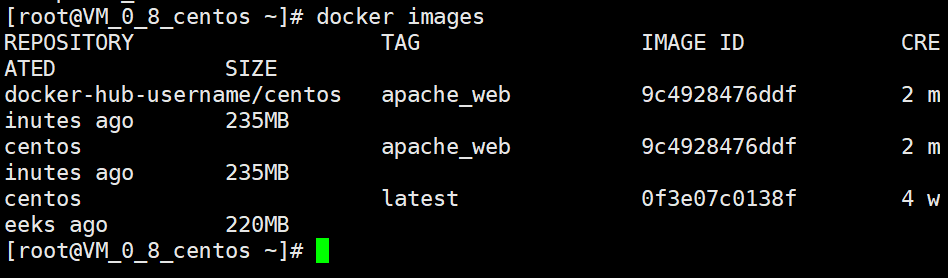 [root@VM_0_8_centos ~]# docker images
REPOSITORY TAG IMAGE ID CRE
ATED SIZE
docker-hub-username/centos apache_web 9c4928476ddf 2 m
inutes ago 235MB
centos apache_web 9c4928476ddf 2 m
inutes ago 235MB
centos latest 0f3e07c0138f 4 w
eeks ago 220MB
[root@VM_0_8_centos ~]#